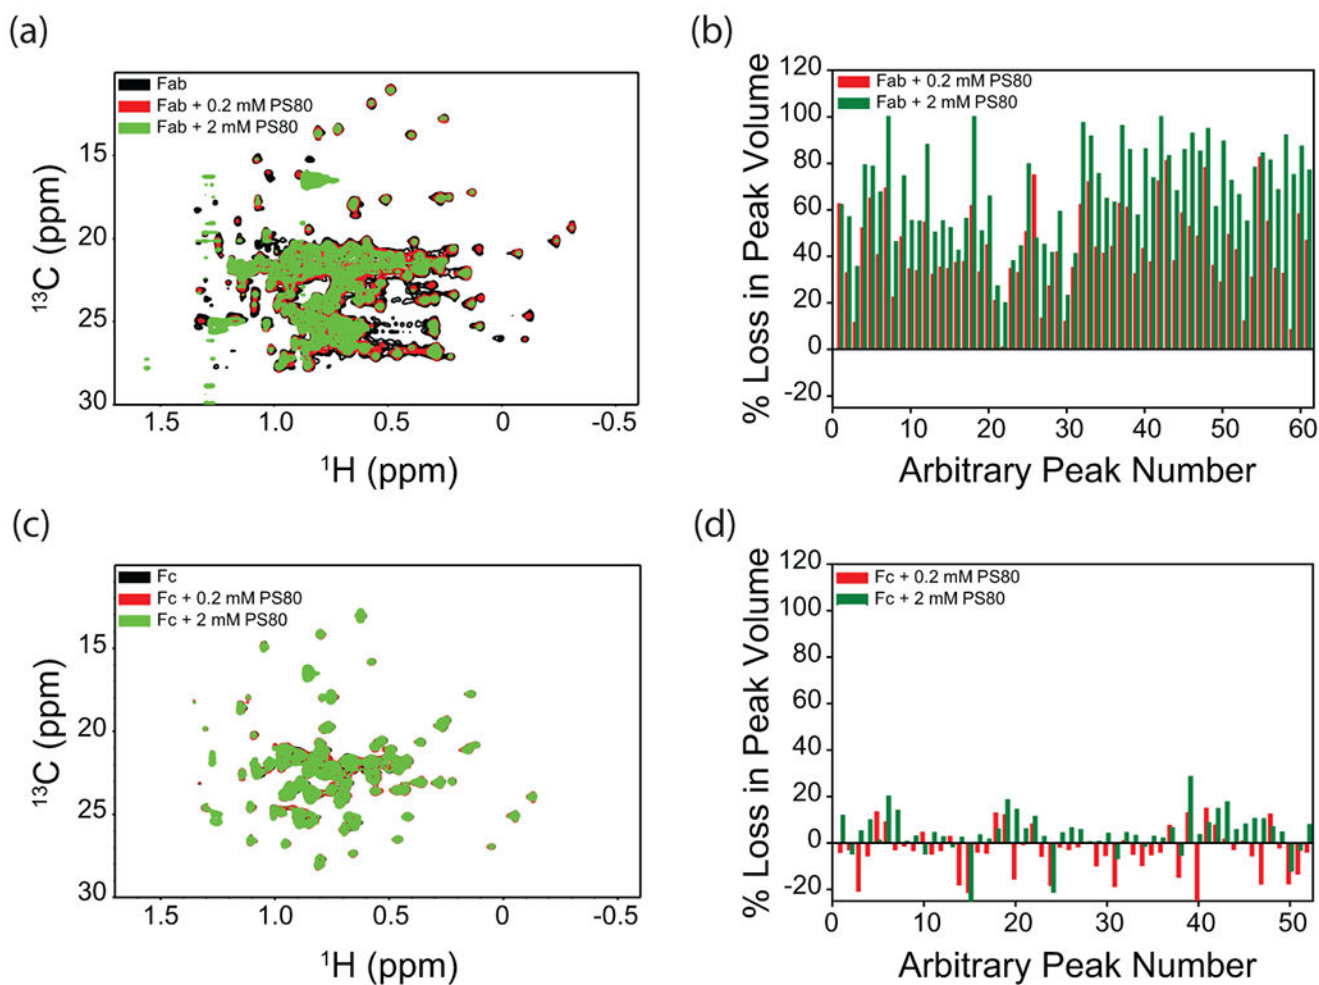 (a)
Fab
Fab + 0.2 mM PS80
Fab + 2 mM PS80
15
20
25
30
13C (ppm)
1.5 1.0 0.5 0 -0.5
1H (ppm)
(b)
Fab + 0.2 mM PS80
Fab + 2 mM PS80
120
100
80
60
40
20
0
-20
% Loss in Peak Volume
0 10 20 30 40 50 60
Arbitrary Peak Number
(c)
Fc
Fc + 0.2 mM PS80
Fc + 2 mM PS80
15
20
25
30
13C (ppm)
1.5 1.0 0.5 0 -0.5
1H (ppm)
(d)
Fc + 0.2 mM PS80
Fc + 2 mM PS80
120
100
80
60
40
20
0
-20
% Loss in Peak Volume
0 10 20 30 40 50
Arbitrary Peak Number